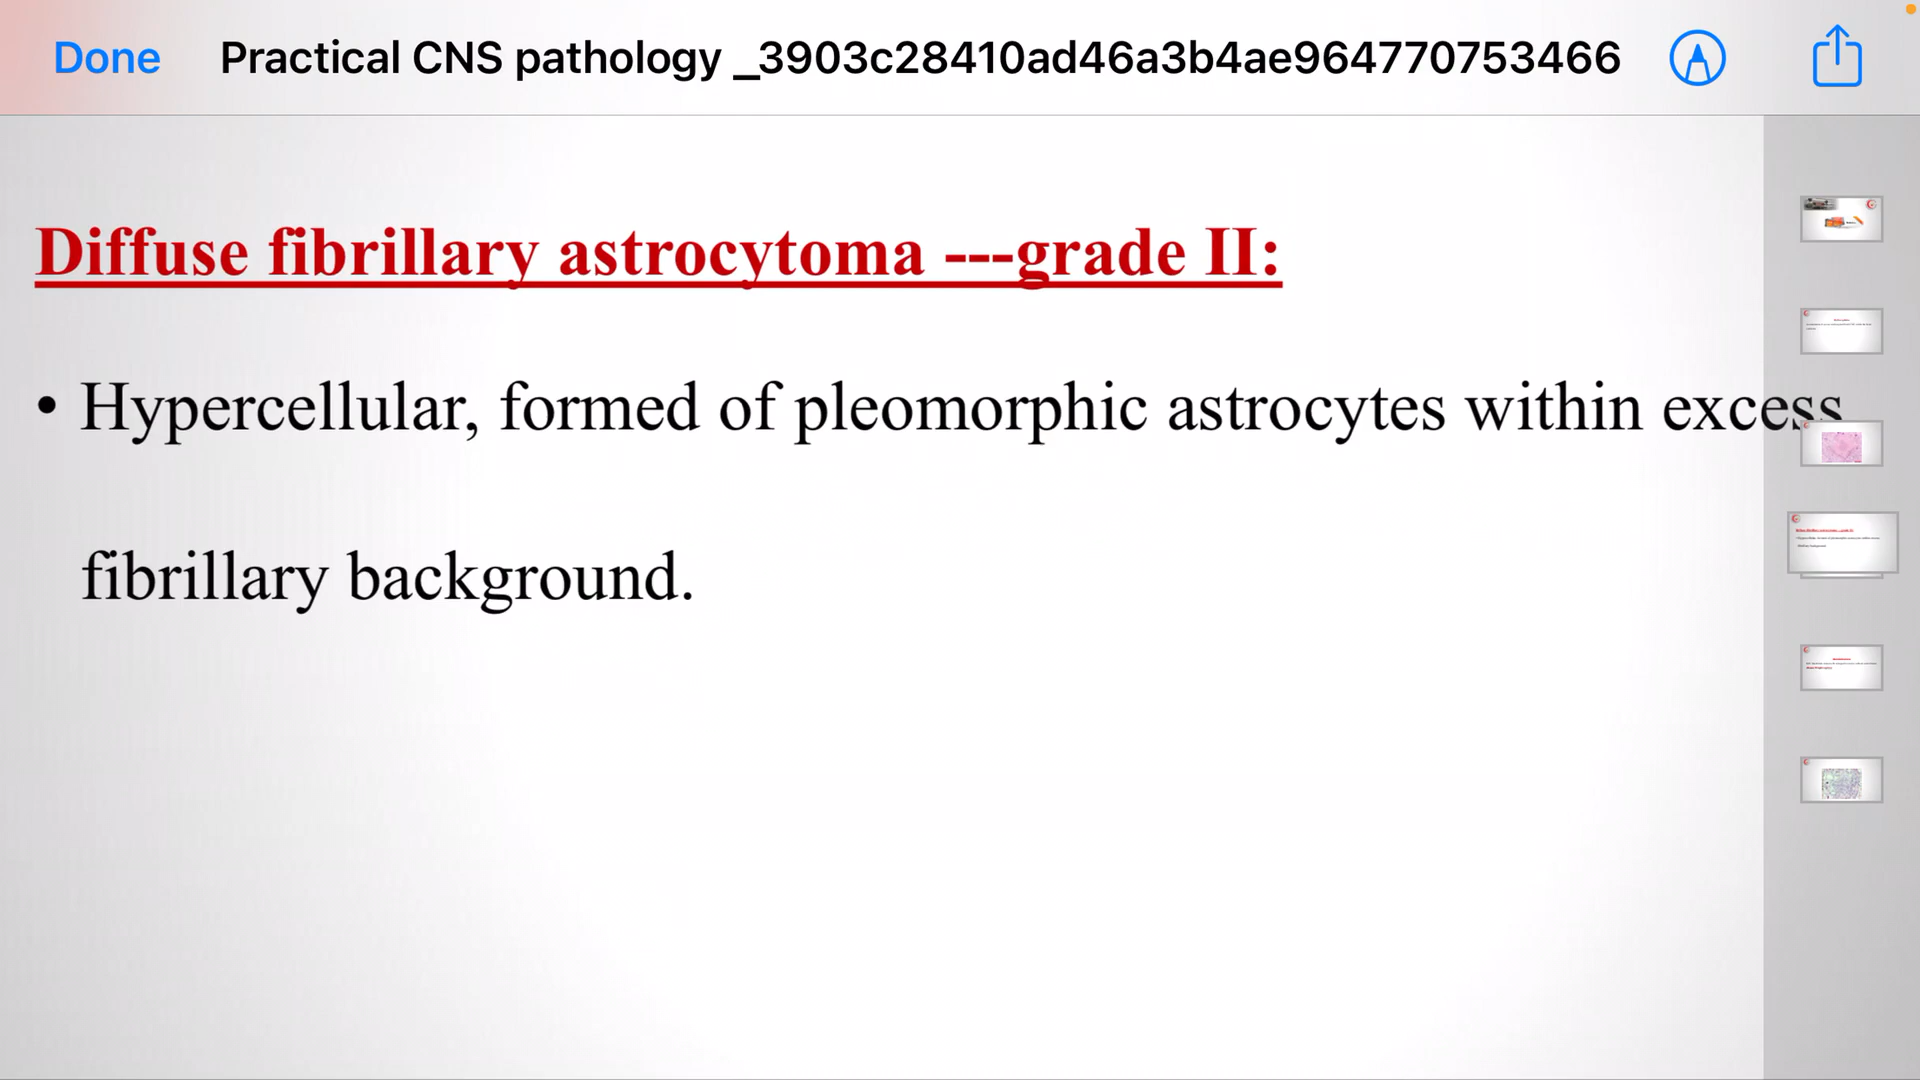 Done Practical CNS pathology _3903c28410ad46a3b4ae964770753466
Diffuse fibrillary astrocytoma ---grade II:
• Hypercellular, formed of pleomorphic astrocytes within excess
fibrillary background.